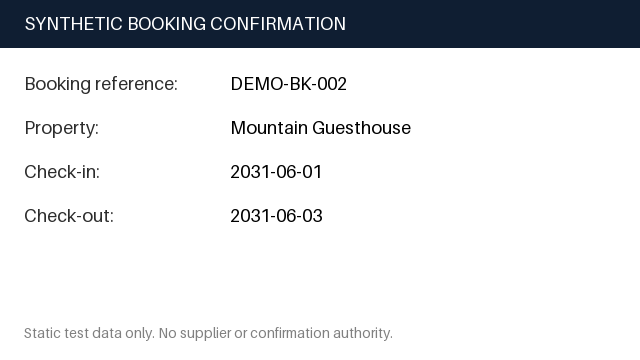 SYNTHETIC BOOKING CONFIRMATION
Booking reference: DEMO-BK-002
Property: Mountain Guesthouse
Check-in: 2031-06-01
Check-out: 2031-06-03
Static test data only. No supplier or confirmation authority.